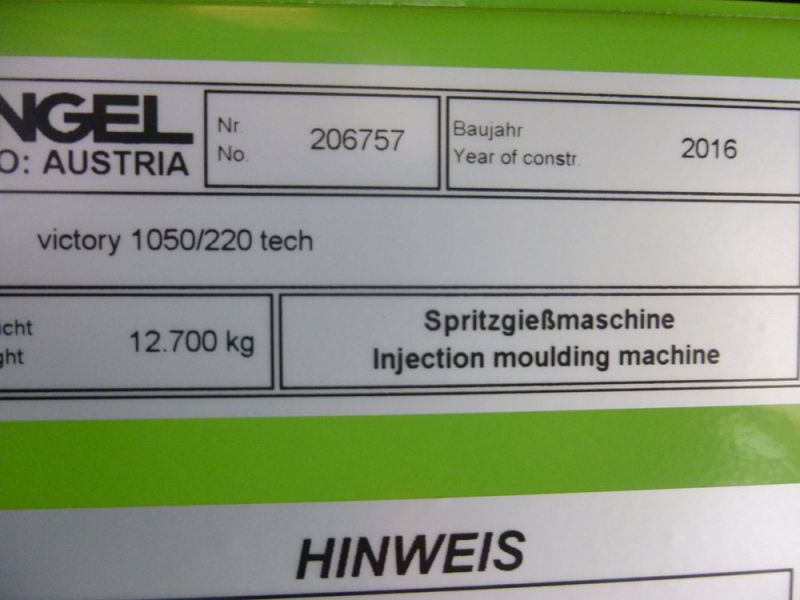 NGEL
O: AUSTRIA
Nr.
No.
206757
Baujahr
Year of constr.
2016
victory 1050/220 tech
icht
ght
12.700 kg
Spritzgießmaschine
Injection moulding machine
HINWEIS